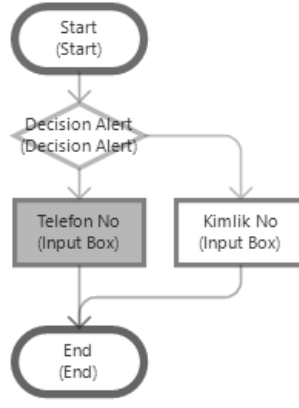 Start
(Start)
Decision Alert
(Decision Alert)
Telefon No
(Input Box)
Kimlik No
(Input Box)
End
(End)